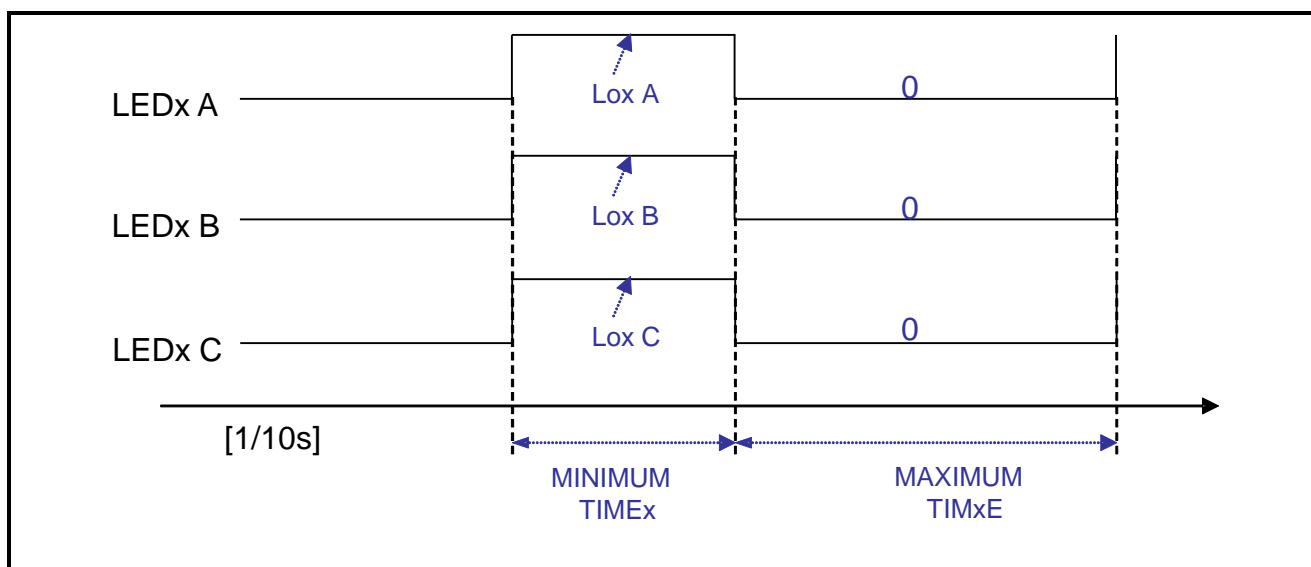 LEDx A
Lox A
0
LEDx B
Lox B
0
LEDx C
Lox C
0
[1/10s]
MINIMUM
TIMEx
MAXIMUM
TIMxE